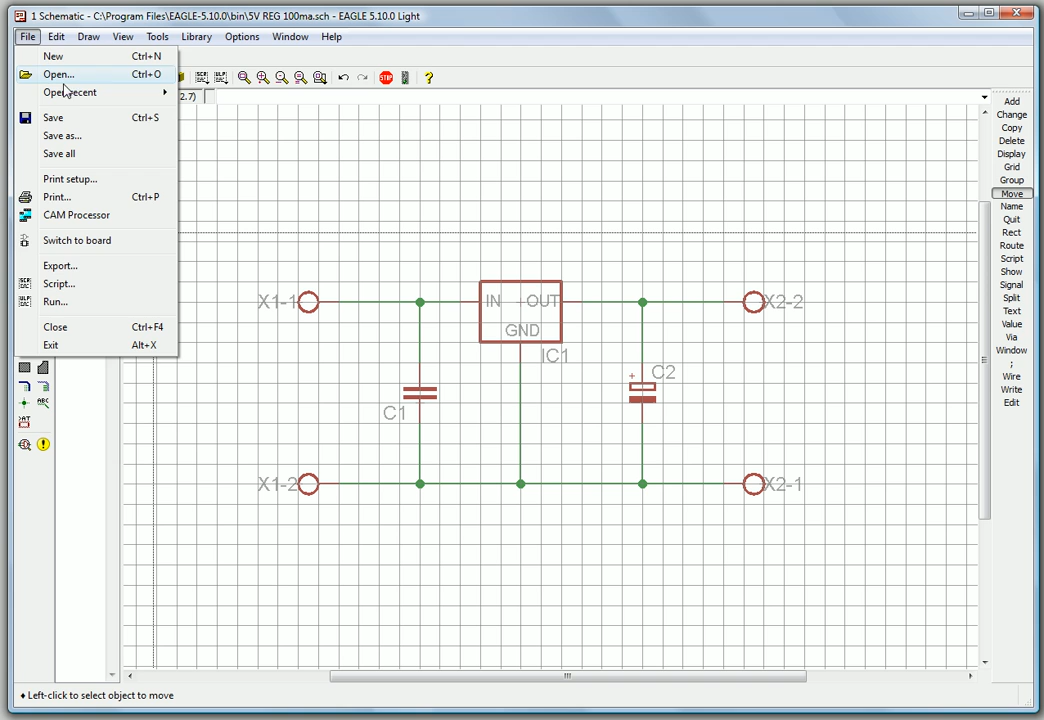 1 Schematic - C:\Program Files\EAGLE-5.10.0\bin\5V REG 100ma.sch - EAGLE 5.10.0 Light
File Edit Draw View Tools Library Options Window Help
New Ctrl+N
Open... Ctrl+O
Open recent
Save Ctrl+S
Save as...
Save all
Print setup...
Print... Ctrl+P
CAM Processor
Switch to board
Export...
Script...
Run...
Close Ctrl+F4
Exit Alt+X
2.7)
SCR
ULP
STOP
?
ABC
Add
Change
Copy
Delete
Display
Grid
Group
Move
Name
Quit
Rect
Route
Script
Show
Signal
Split
Text
Value
Via
Window
;
Wire
Write
Edit
X1-1
IN
OUT
GND
IC1
X2-2
C1
+
C2
X1-2
X2-1
Left-click to select object to move